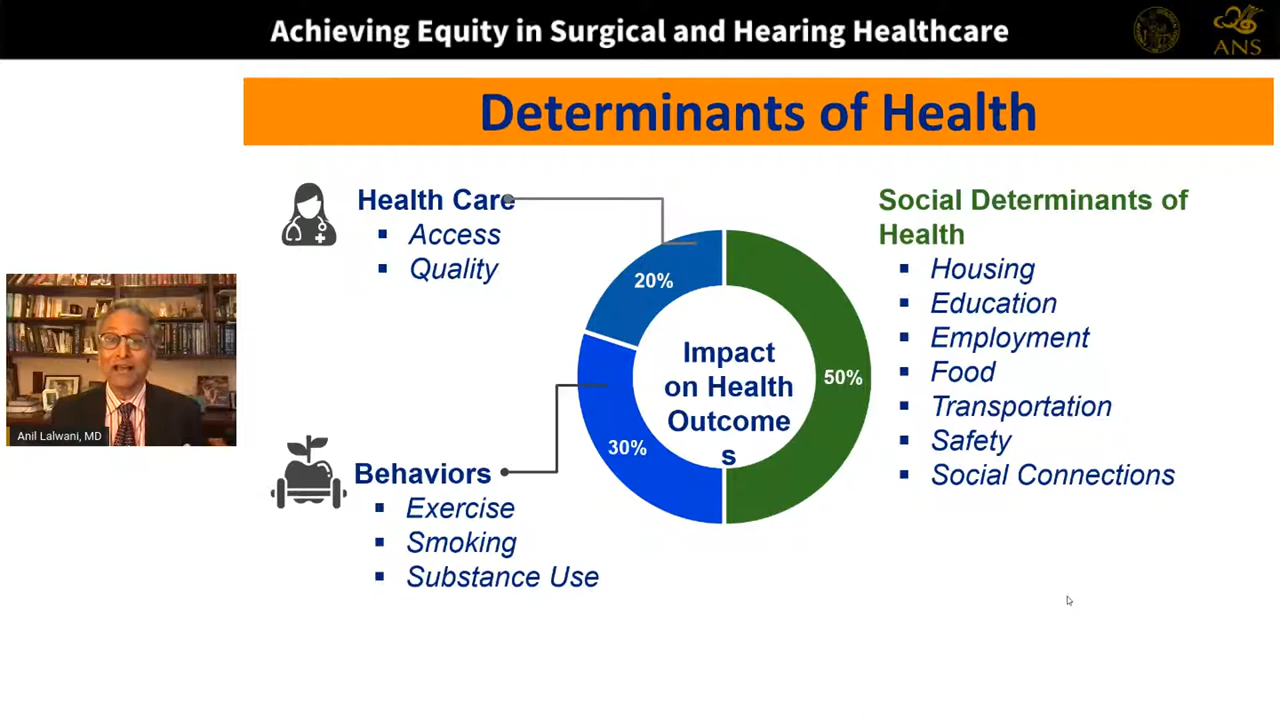 Achieving Equity in Surgical and Hearing Healthcare
ANS
Determinants of Health
Health Care
▪ Access
▪ Quality
Behaviors
▪ Exercise
▪ Smoking
▪ Substance Use
20%
30%
50%
Impact
on Health
Outcome
s
Social Determinants of
Health
▪ Housing
▪ Education
▪ Employment
▪ Food
▪ Transportation
▪ Safety
▪ Social Connections
Anil Lalwani, MD